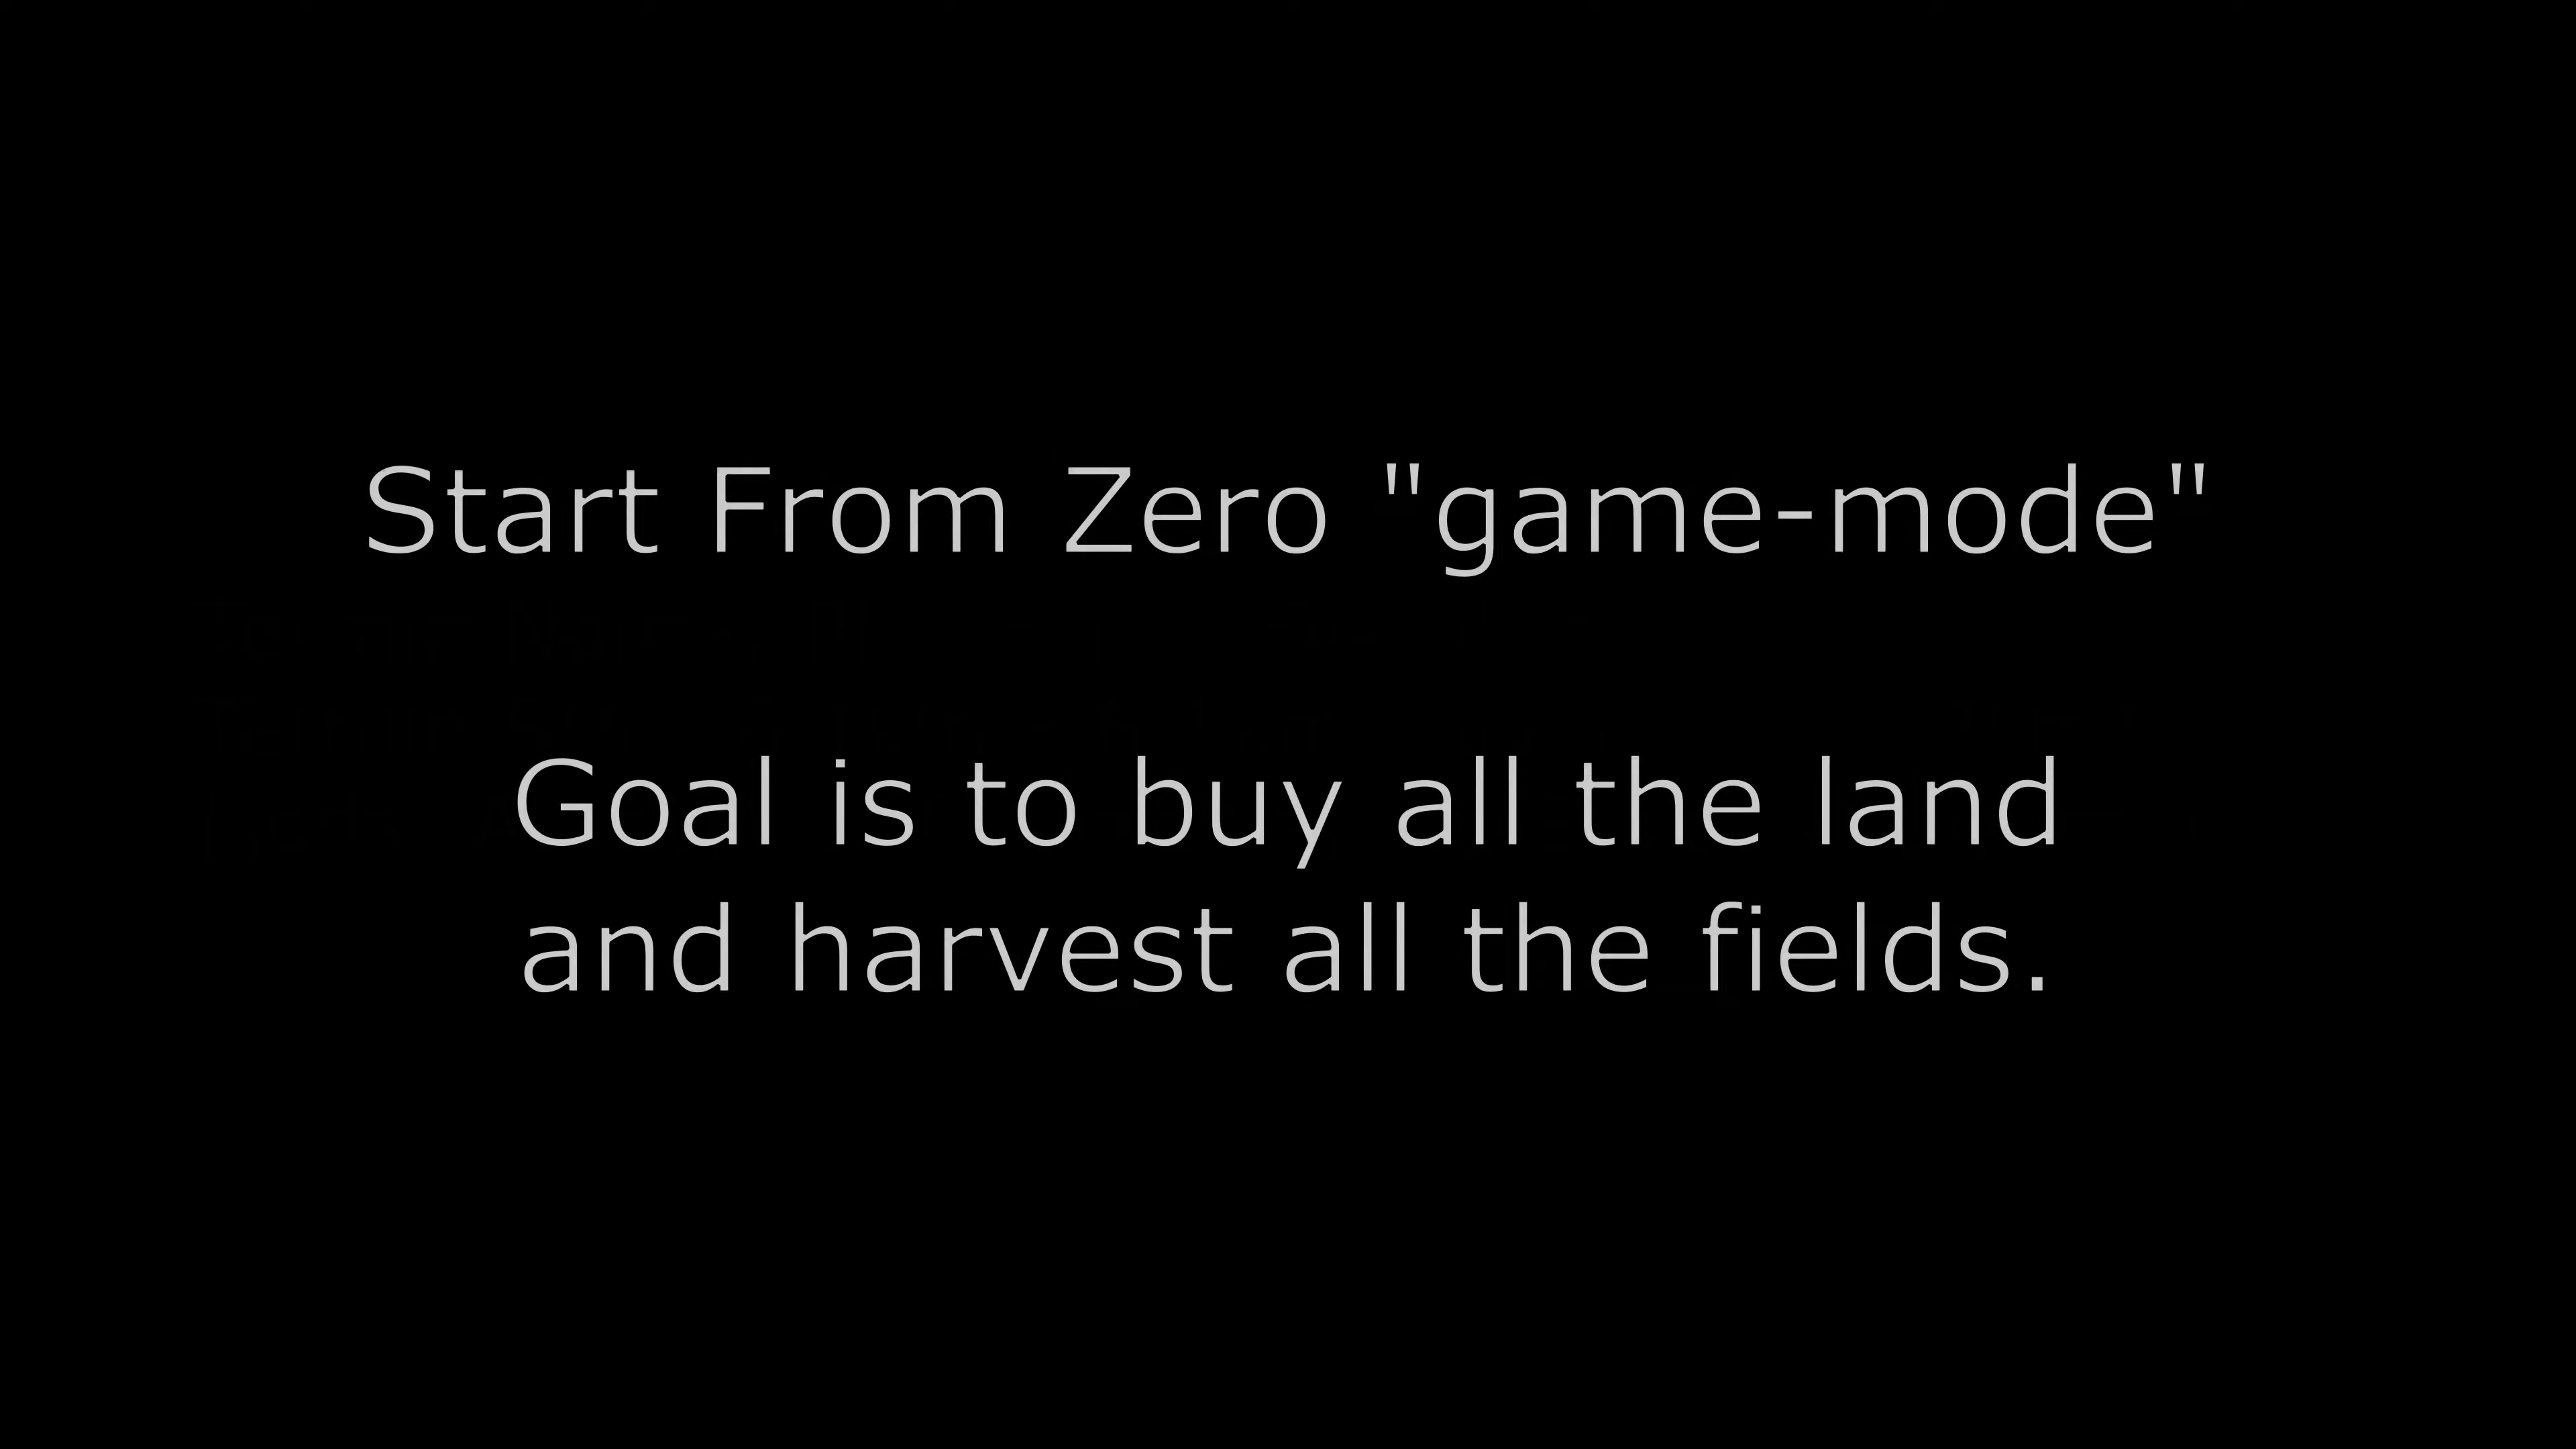 Start From Zero "game-mode"
Goal is to buy all the land
and harvest all the fields.